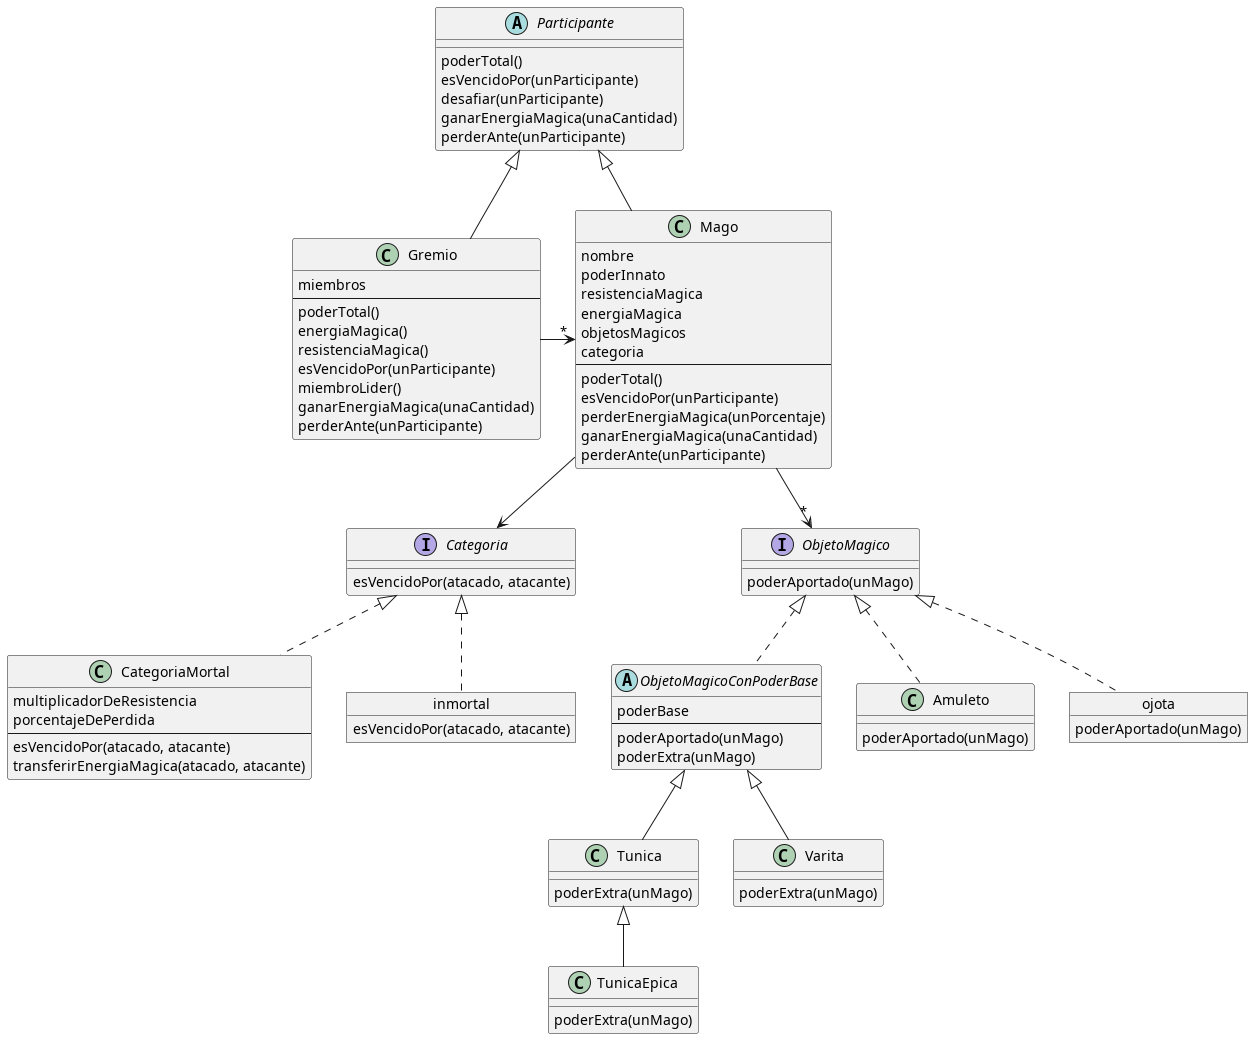 A Participante
poderTotal()
esVencidoPor(unParticipante)
desafiar(unParticipante)
ganarEnergiaMagica(unaCantidad)
perderAnte(unParticipante)
C Gremio
miembros
poderTotal()
energiaMagica()
resistenciaMagica()
esVencidoPor(unParticipante)
miembroLider()
ganarEnergiaMagica(unaCantidad)
perderAnte(unParticipante)
*
C Mago
nombre
poderInnato
resistenciaMagica
energiaMagica
objetosMagicos
categoria
poderTotal()
esVencidoPor(unParticipante)
perderEnergiaMagica(unPorcentaje)
ganarEnergiaMagica(unaCantidad)
perderAnte(unParticipante)
*
I Categoria
esVencidoPor(atacado, atacante)
I ObjetoMagico
poderAportado(unMago)
C CategoriaMortal
multiplicadorDeResistencia
porcentajeDePerdida
esVencidoPor(atacado, atacante)
transferirEnergiaMagica(atacado, atacante)
inmortal
esVencidoPor(atacado, atacante)
A ObjetoMagicoConPoderBase
poderBase
poderAportado(unMago)
poderExtra(unMago)
C Amuleto
poderAportado(unMago)
ojota
poderAportado(unMago)
C Tunica
poderExtra(unMago)
C Varita
poderExtra(unMago)
C TunicaEpica
poderExtra(unMago)